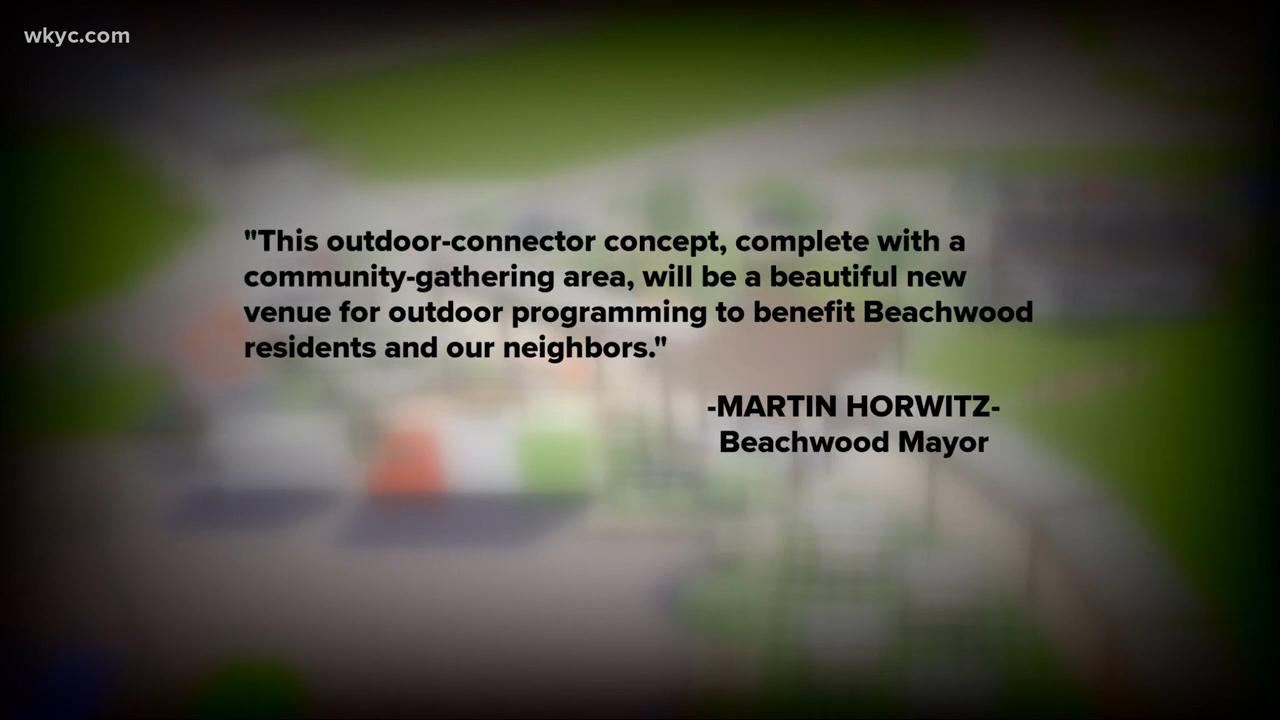 wkyc.com
"This outdoor-connector concept, complete with a
community-gathering area, will be a beautiful new
venue for outdoor programming to benefit Beachwood
residents and our neighbors."
-MARTIN HORWITZ-
Beachwood Mayor